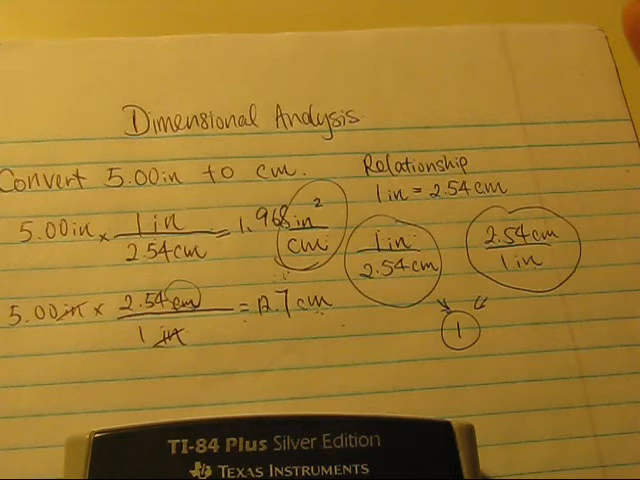 Dimensional Analysis
Convert 5.00in to cm.
Relationship
1 in = 2.54 cm
5.00in × 1 in / 2.54 cm = 1.968 in² / cm
1 in / 2.54 cm
2.54 cm / 1 in
5.00 in × 2.54 cm / 1 in = 12.7 cm
1
TI-84 Plus Silver Edition
TEXAS INSTRUMENTS